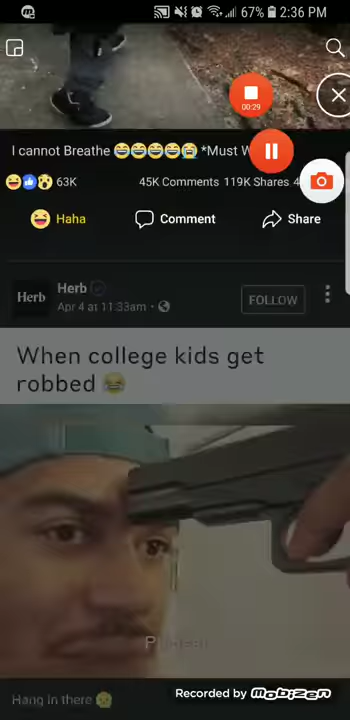 67% 2:36 PM
00:29
I cannot Breathe 😂😂😂😂😭 *Must W
63K 45K Comments 119K Shares 4
Haha Comment Share
Herb Herb
Apr 4 at 11:33am
FOLLOW
When college kids get
robbed 😂
Hang in there 😥
Recorded by Mobizen